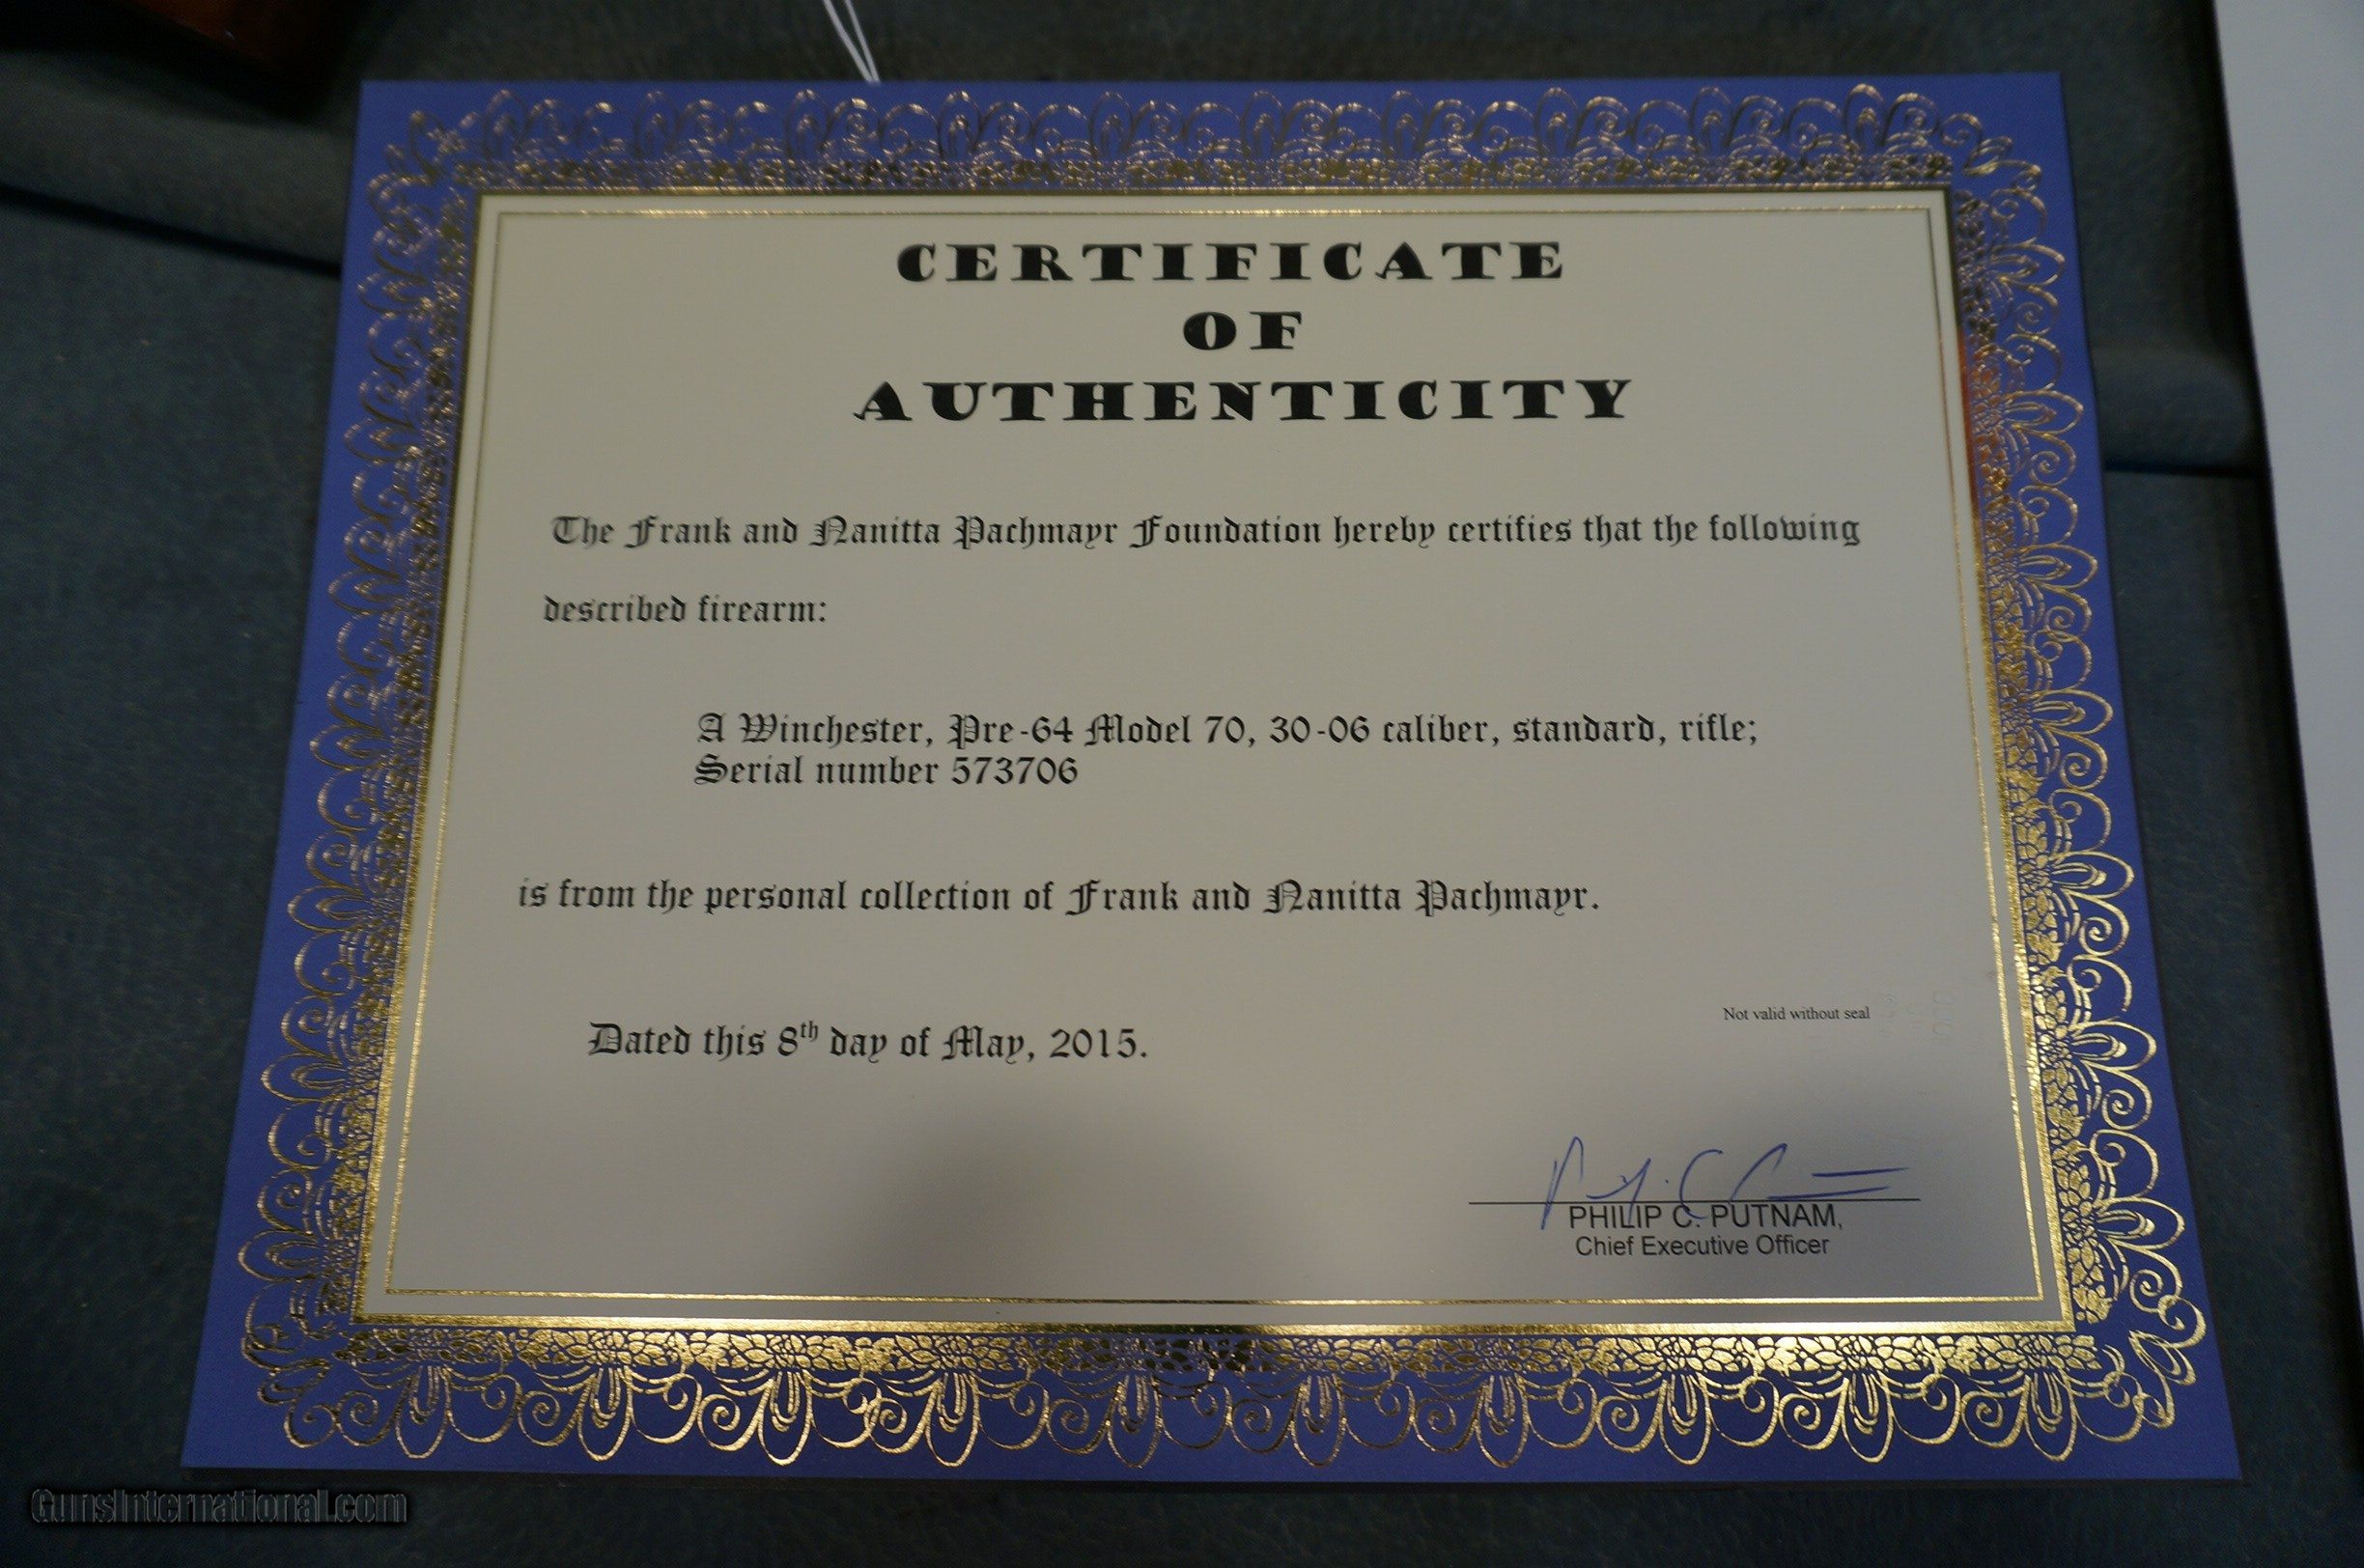 CERTIFICATE
OF
AUTHENTICITY
The Frank and Nanitta Pachmayr Foundation hereby certifies that the following
described firearm:
A Winchester, Pre-64 Model 70, 30-06 caliber, standard, rifle;
Serial number 573706
is from the personal collection of Frank and Nanitta Pachmayr.
Not valid without seal
Dated this 8th day of May, 2015.
PHILIP C. PUTNAM,
Chief Executive Officer
GunsInternational.com